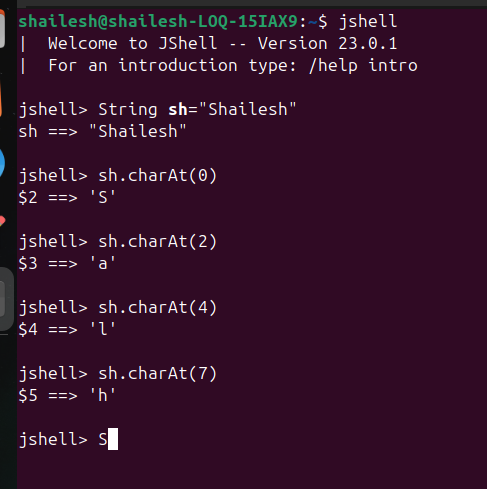 shailesh@shailesh-LOQ-15IAX9:~$ jshell
|  Welcome to JShell -- Version 23.0.1
|  For an introduction type: /help intro
jshell> String sh="Shailesh"
sh ==> "Shailesh"
jshell> sh.charAt(0)
$2 ==> 'S'
jshell> sh.charAt(2)
$3 ==> 'a'
jshell> sh.charAt(4)
$4 ==> 'l'
jshell> sh.charAt(7)
$5 ==> 'h'
jshell> S